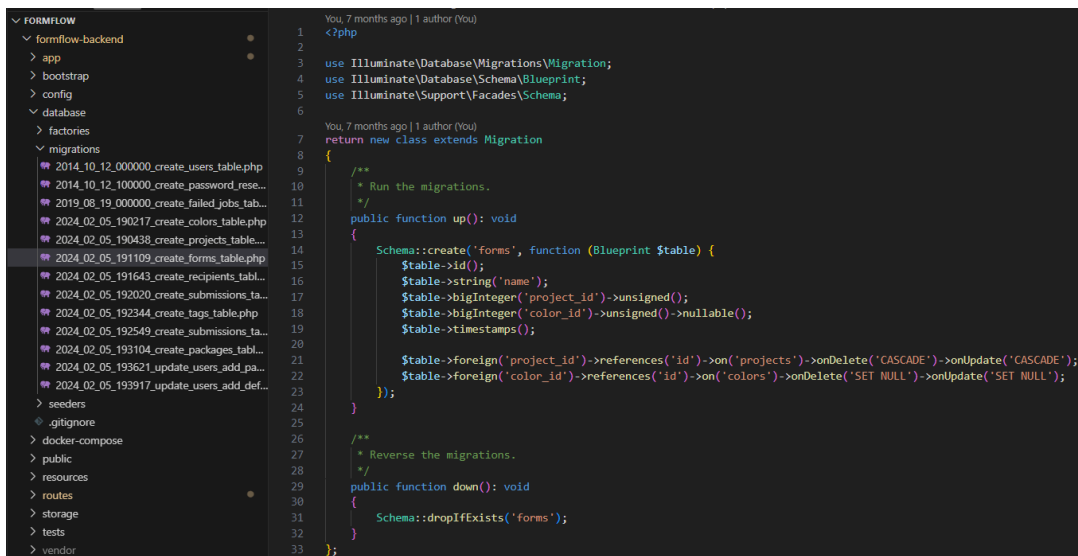 FORMFLOW
formflow-backend
app
bootstrap
config
database
factories
migrations
2014_10_12_000000_create_users_table.php
2014_10_12_100000_create_password_rese...
2019_08_19_000000_create_failed_jobs_tab...
2024_02_05_190217_create_colors_table.php
2024_02_05_190438_create_projects_table....
2024_02_05_191109_create_forms_table.php
2024_02_05_191643_create_recipients_tabl...
2024_02_05_192020_create_submissions_ta...
2024_02_05_192344_create_tags_table.php
2024_02_05_192549_create_submissions_ta...
2024_02_05_193104_create_packages_tabl...
2024_02_05_193621_update_users_add_pa...
2024_02_05_193917_update_users_add_def...
seeders
.gitignore
docker-compose
public
resources
routes
storage
tests
vendor
You, 7 months ago | 1 author (You)
1 <?php
2
3 use Illuminate\Database\Migrations\Migration;
4 use Illuminate\Database\Schema\Blueprint;
5 use Illuminate\Support\Facades\Schema;
6
You, 7 months ago | 1 author (You)
7 return new class extends Migration
8 {
9 /**
10 * Run the migrations.
11 */
12 public function up(): void
13 {
14 Schema::create('forms', function (Blueprint $table) {
15 $table->id();
16 $table->string('name');
17 $table->bigInteger('project_id')->unsigned();
18 $table->bigInteger('color_id')->unsigned()->nullable();
19 $table->timestamps();
20
21 $table->foreign('project_id')->references('id')->on('projects')->onDelete('CASCADE')->onUpdate('CASCADE');
22 $table->foreign('color_id')->references('id')->on('colors')->onDelete('SET NULL')->onUpdate('SET NULL');
23 });
24 }
25
26 /**
27 * Reverse the migrations.
28 */
29 public function down(): void
30 {
31 Schema::dropIfExists('forms');
32 }
33 };